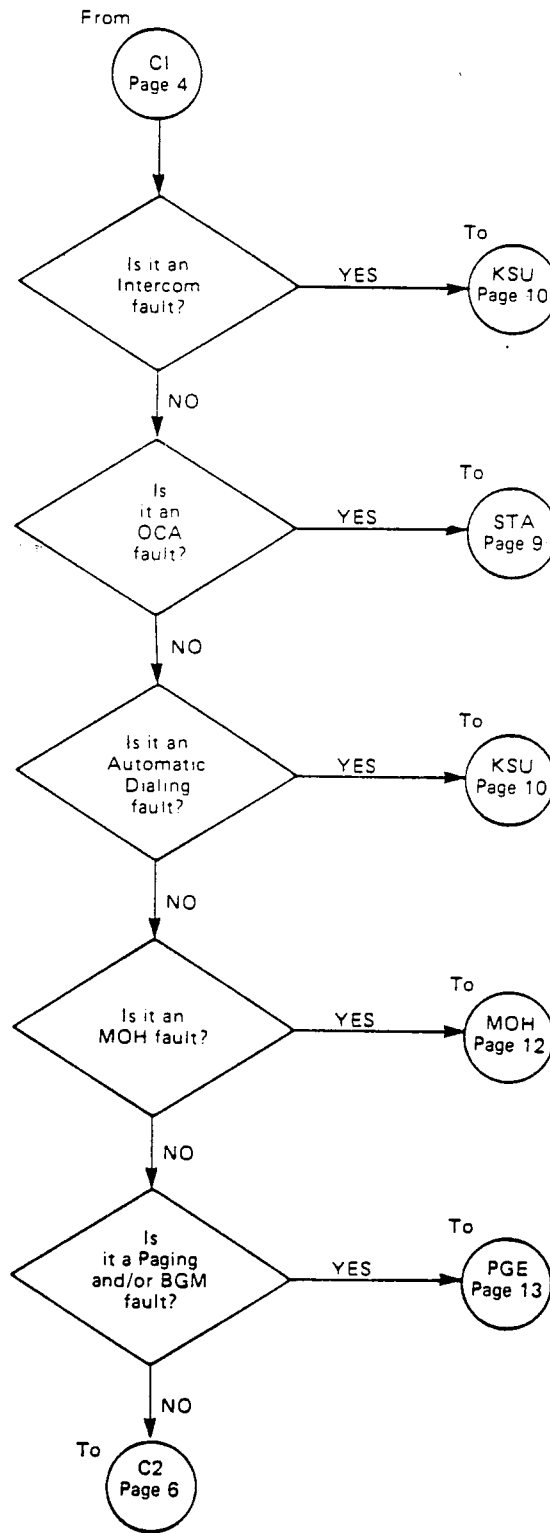 From
C1
Page 4
Is it an
Intercom
fault?
YES
To
KSU
Page 10
NO
Is
it an
OCA
fault?
YES
To
STA
Page 9
NO
Is it an
Automatic
Dialing
fault?
YES
To
KSU
Page 10
NO
Is it an
MOH fault?
YES
To
MOH
Page 12
NO
Is
it a Paging
and/or BGM
fault?
YES
To
PGE
Page 13
NO
To
C2
Page 6